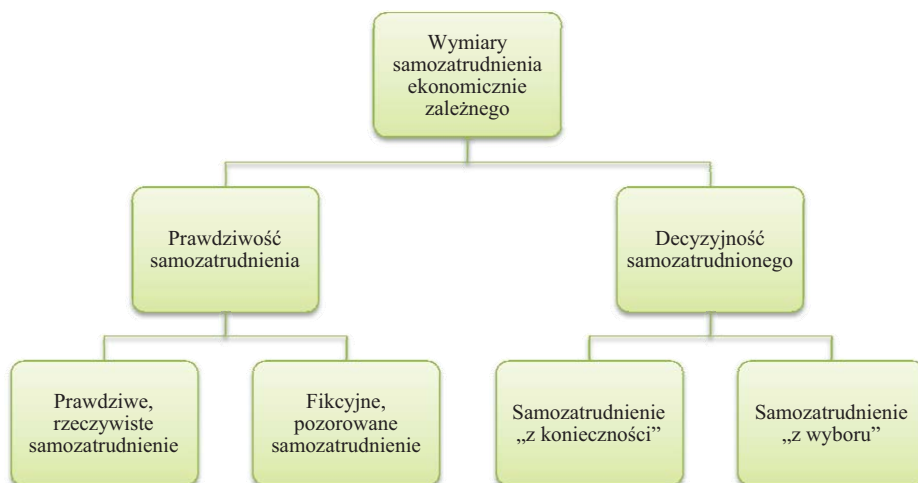 Wymiary
samozatrudnienia
ekonomicznie
zależnego
Prawdziwość
samozatrudnienia
Decyzyjność
samozatrudnionego
Prawdziwe,
rzeczywiste
samozatrudnienie
Fikcyjne,
pozorowane
samozatrudnienie
Samozatrudnienie
„z konieczności”
Samozatrudnienie
„z wyboru”